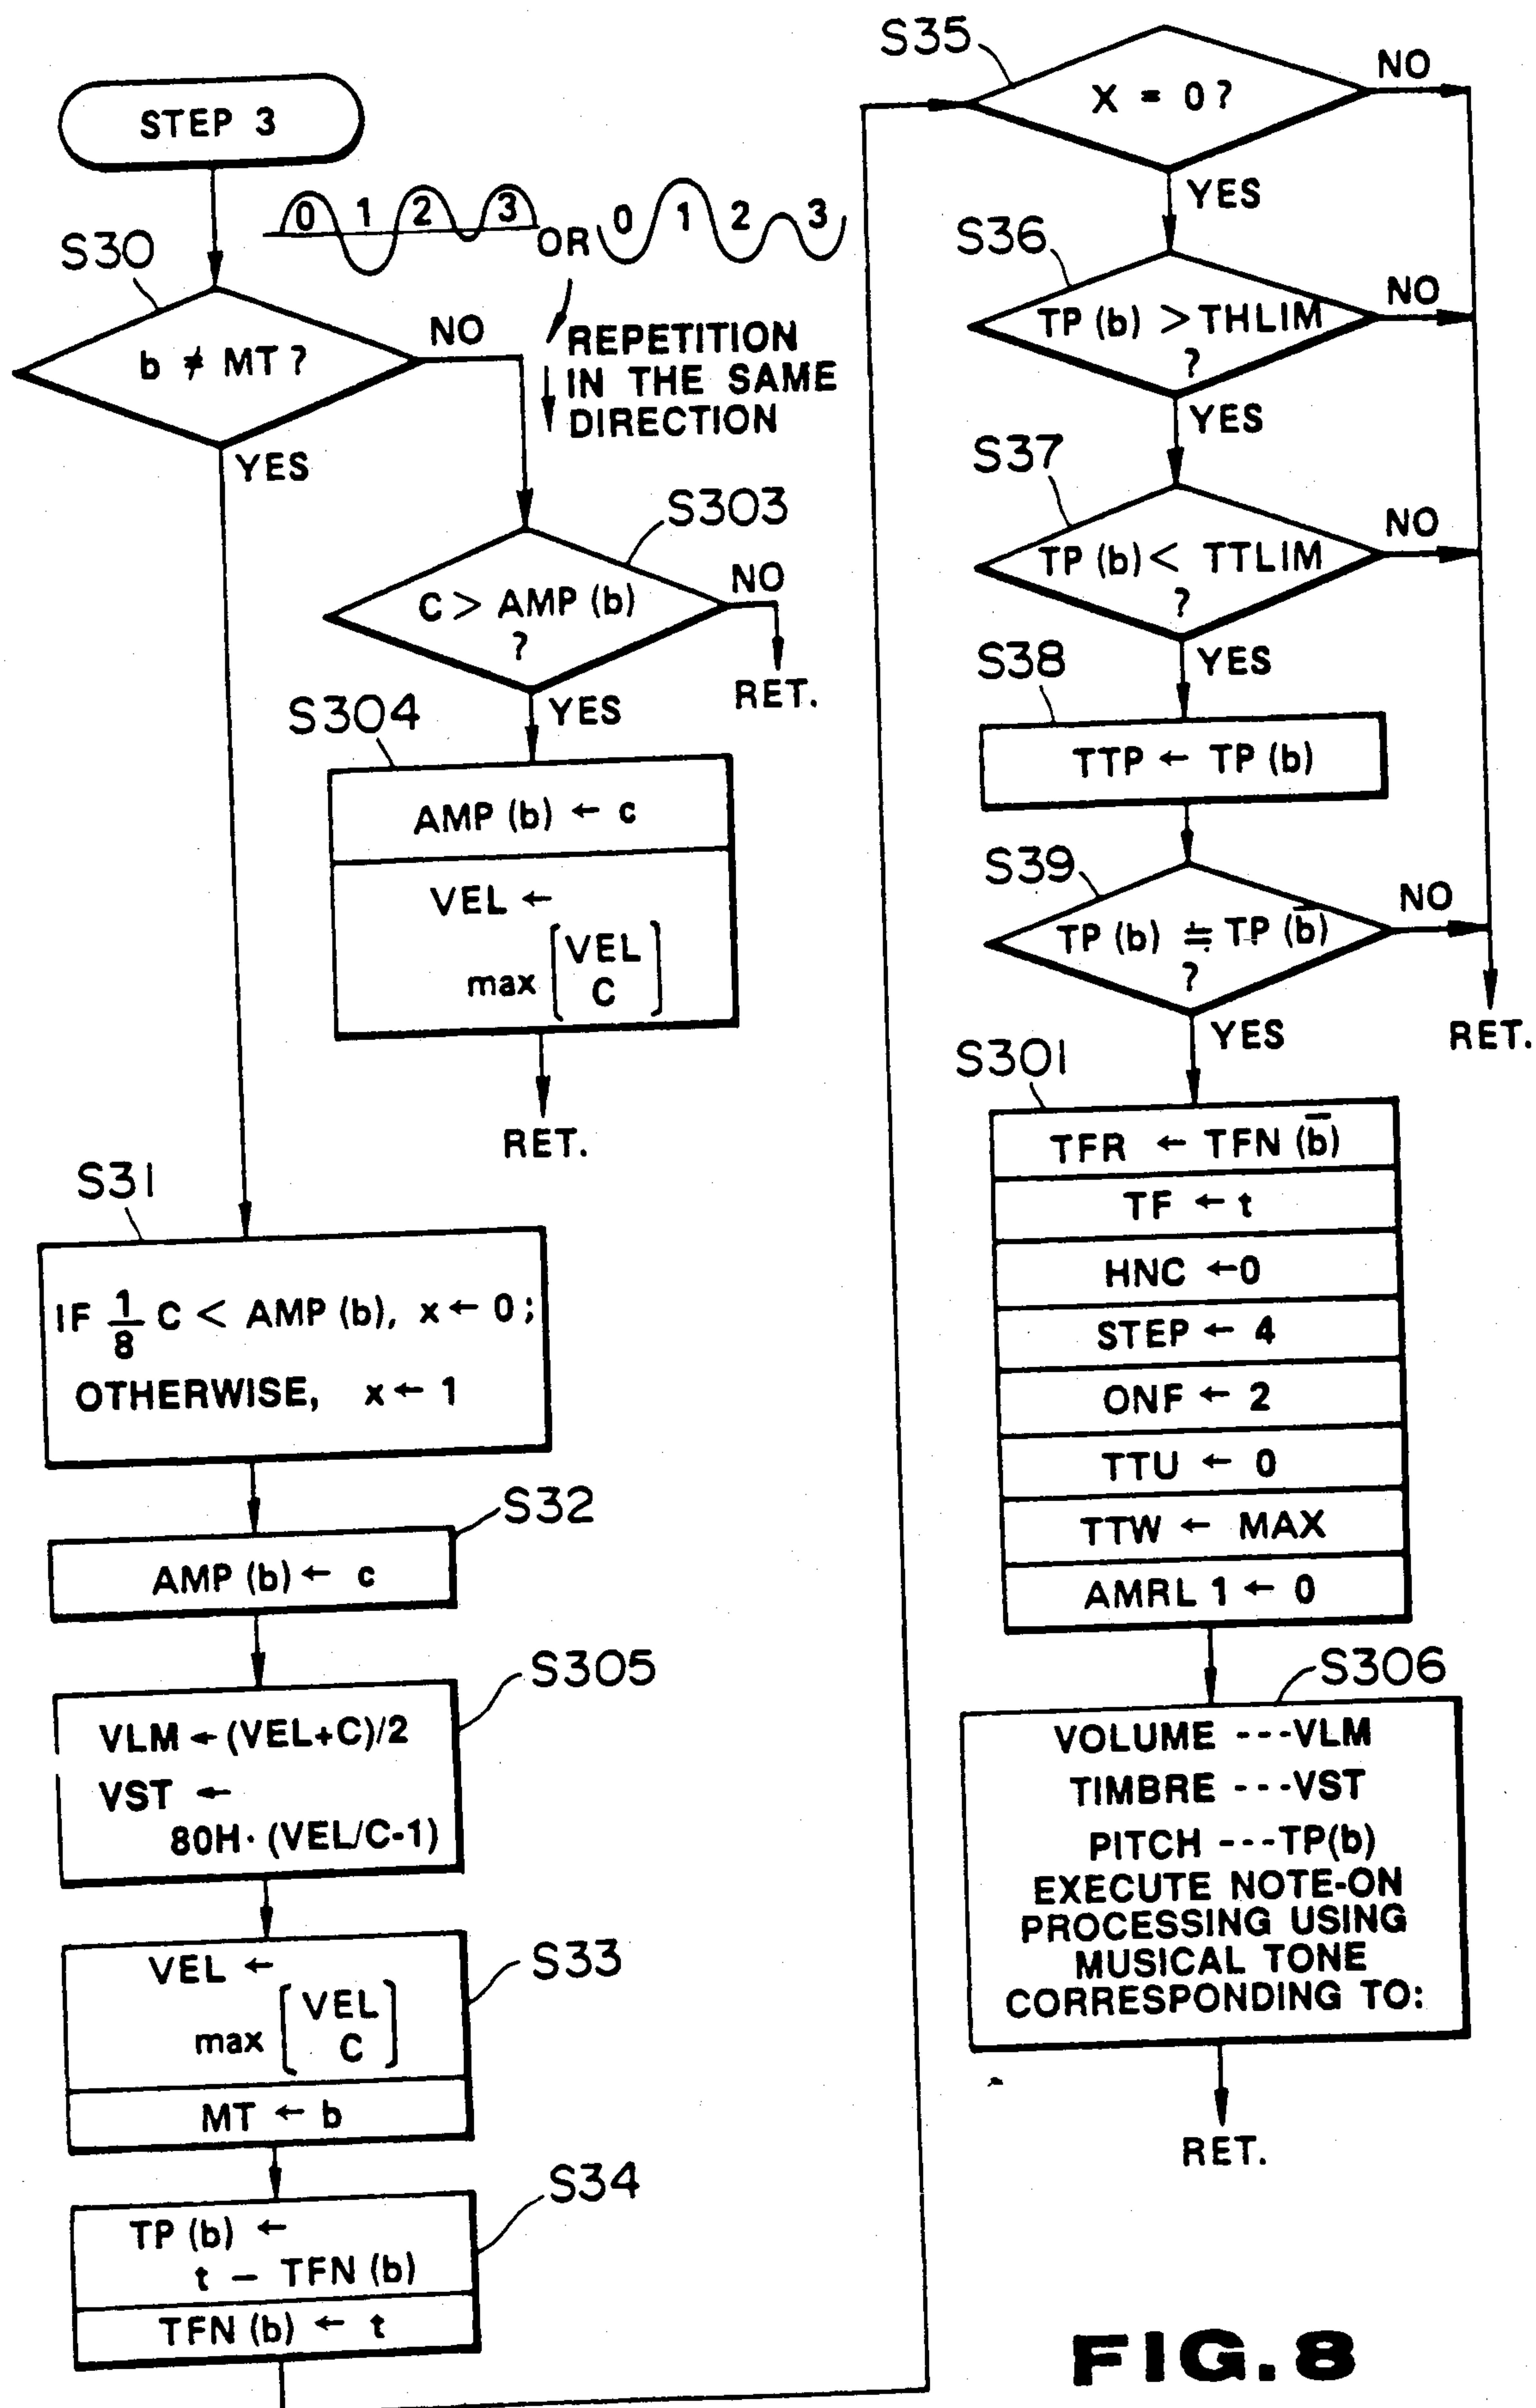 STEP 3
0 1 2 3 OR 0 1 2 3
S30
b ≠ MT ?
NO
YES
REPETITION
IN THE SAME
DIRECTION
S303
C > AMP (b)
?
NO
RET.
YES
S304
AMP (b) ← c
VEL ←
max [VEL
C]
RET.
S31
IF 1/8 C < AMP (b), x ← 0 ;
OTHERWISE, x ← 1
S32
AMP (b) ← c
S305
VLM ← (VEL+C)/2
VST ←
80H · (VEL/C-1)
S33
VEL ←
max [VEL
C]
MT ← b
S34
TP (b) ←
t – TFN (b)
TFN (b) ← t
S35
X = 0 ?
NO
YES
S36
TP (b) > THLIM
?
NO
YES
S37
TP (b) < TTLIM
?
NO
YES
S38
TTP ← TP (b)
S39
TP (b) ≒ TP (b̄)
?
NO
RET.
YES
S301
TFR ← TFN (b̄)
TF ← t
HNC ← 0
STEP ← 4
ONF ← 2
TTU ← 0
TTW ← MAX
AMRL 1 ← 0
S306
VOLUME ---VLM
TIMBRE ---VST
PITCH ---TP(b)
EXECUTE NOTE-ON
PROCESSING USING
MUSICAL TONE
CORRESPONDING TO:
RET.
FIG. 8